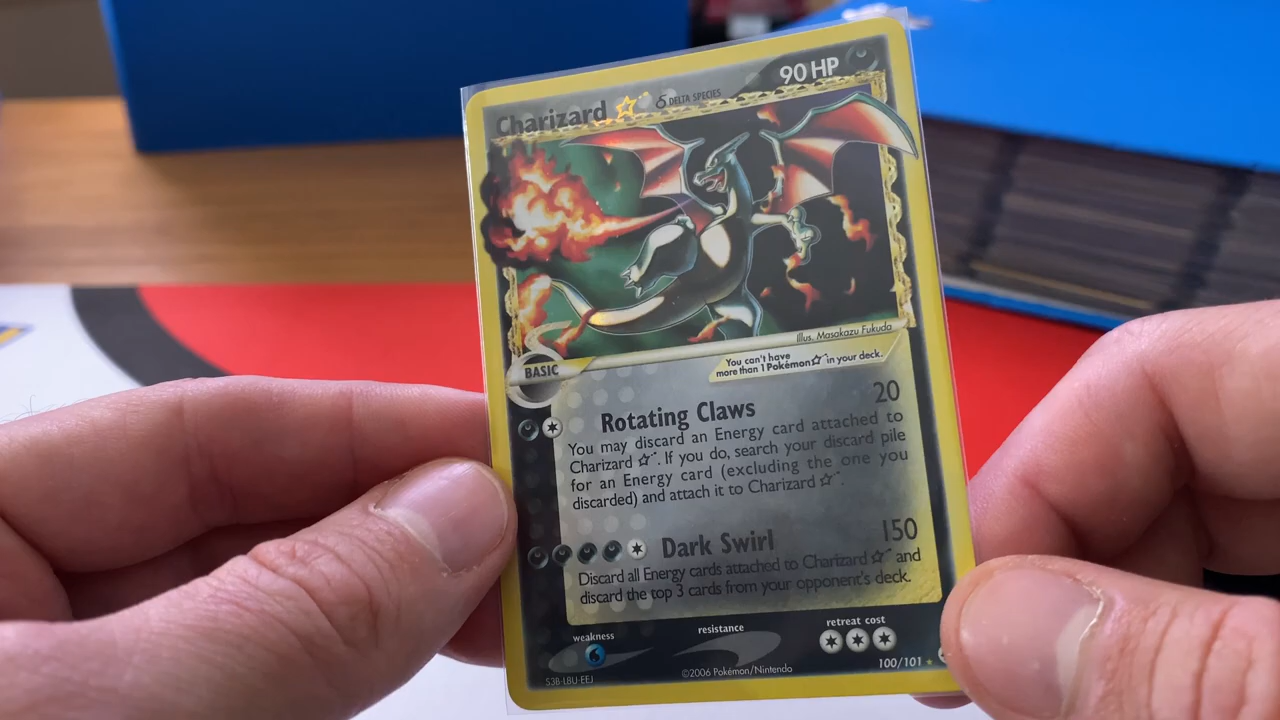 Charizard ☆ δ DELTA SPECIES 90 HP
Illus. Masakazu Fukuda
BASIC
You can't have
more than 1 Pokémon ☆ in your deck.
Rotating Claws 20
You may discard an Energy card attached to
Charizard ☆. If you do, search your discard pile
for an Energy card (excluding the one you
discarded) and attach it to Charizard ☆.
Dark Swirl 150
Discard all Energy cards attached to Charizard ☆ and
discard the top 3 cards from your opponent's deck.
weakness resistance retreat cost
S3B-L8U-EEJ ©2006 Pokémon/Nintendo 100/101 ★